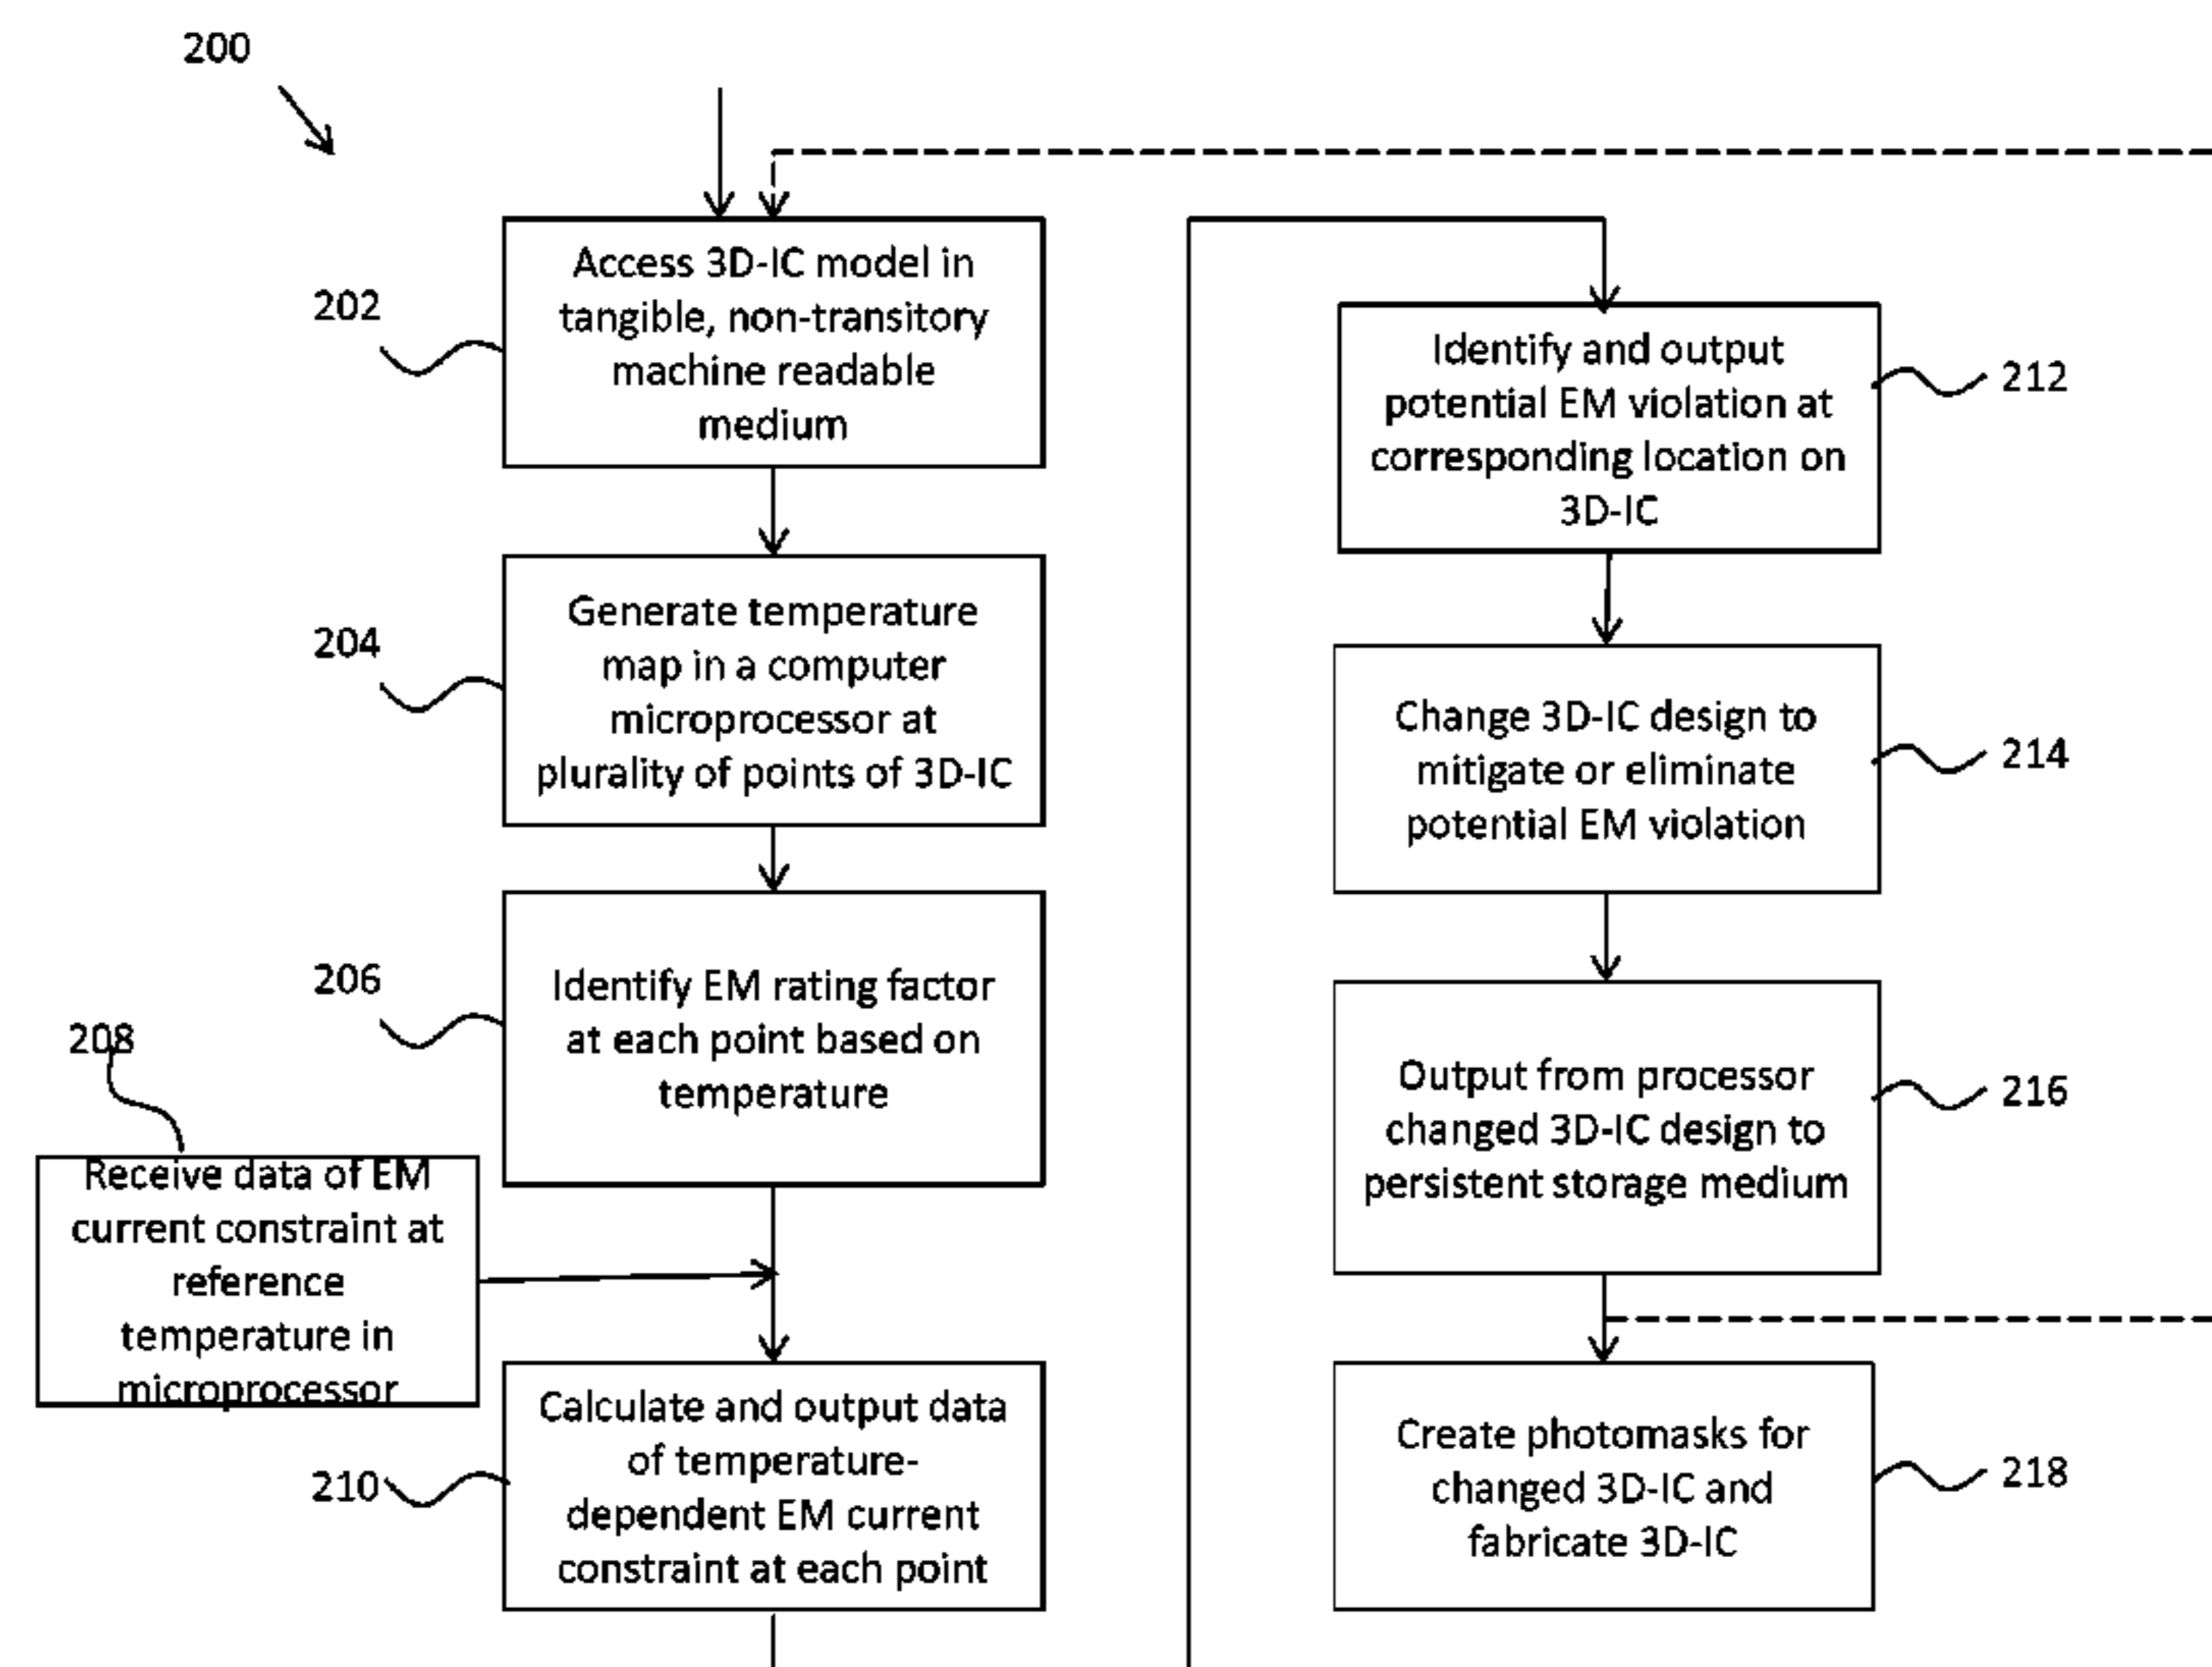 200
202
Access 3D-IC model in
tangible, non-transitory
machine readable
medium
204
Generate temperature
map in a computer
microprocessor at
plurality of points of 3D-IC
206
Identify EM rating factor
at each point based on
temperature
208
Receive data of EM
current constraint at
reference
temperature in
microprocessor
210
Calculate and output data
of temperature-
dependent EM current
constraint at each point
Identify and output
potential EM violation at
corresponding location on
3D-IC
212
Change 3D-IC design to
mitigate or eliminate
potential EM violation
214
Output from processor
changed 3D-IC design to
persistent storage medium
216
Create photomasks for
changed 3D-IC and
fabricate 3D-IC
218